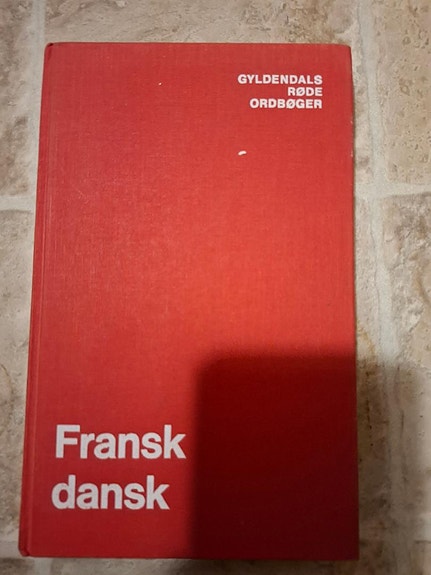 GYLDENDALS
RØDE
ORDBØGER
Fransk
dansk